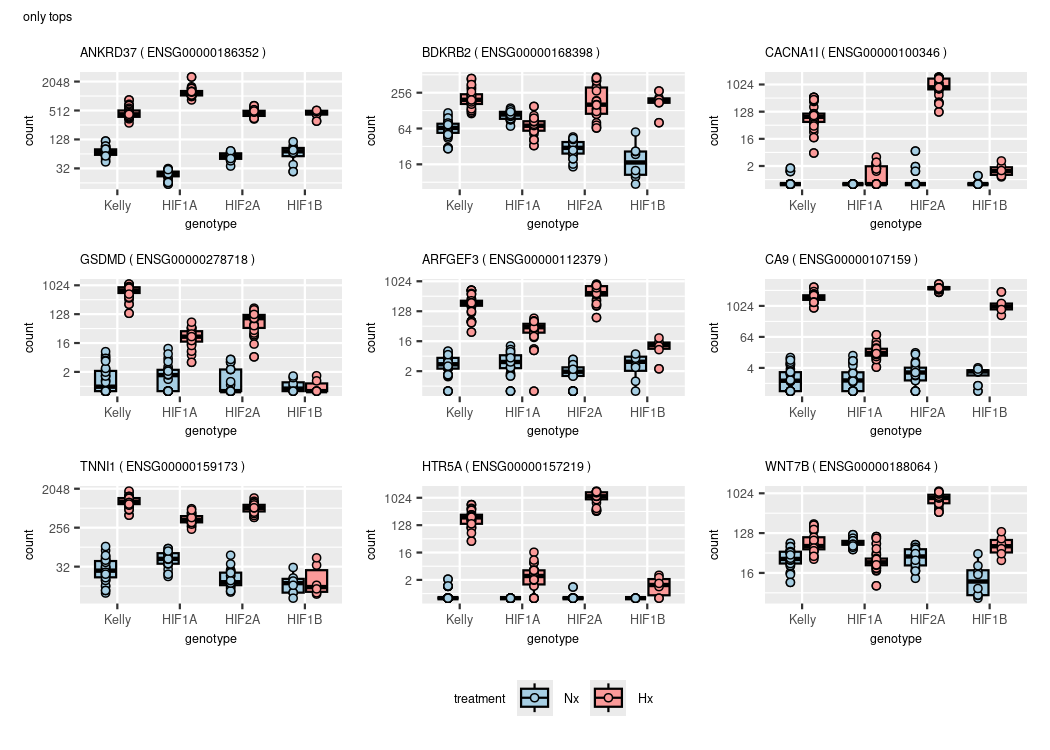 only tops
ANKRD37 ( ENSG00000186352 )
count
2048
512
128
32
Kelly HIF1A HIF2A HIF1B
genotype
BDKRB2 ( ENSG00000168398 )
count
256
64
16
Kelly HIF1A HIF2A HIF1B
genotype
CACNA1I ( ENSG00000100346 )
count
1024
128
16
2
Kelly HIF1A HIF2A HIF1B
genotype
GSDMD ( ENSG00000278718 )
count
1024
128
16
2
Kelly HIF1A HIF2A HIF1B
genotype
ARFGEF3 ( ENSG00000112379 )
count
1024
128
16
2
Kelly HIF1A HIF2A HIF1B
genotype
CA9 ( ENSG00000107159 )
count
1024
64
4
Kelly HIF1A HIF2A HIF1B
genotype
TNNI1 ( ENSG00000159173 )
count
2048
256
32
Kelly HIF1A HIF2A HIF1B
genotype
HTR5A ( ENSG00000157219 )
count
1024
128
16
2
Kelly HIF1A HIF2A HIF1B
genotype
WNT7B ( ENSG00000188064 )
count
1024
128
16
Kelly HIF1A HIF2A HIF1B
genotype
treatment Nx Hx